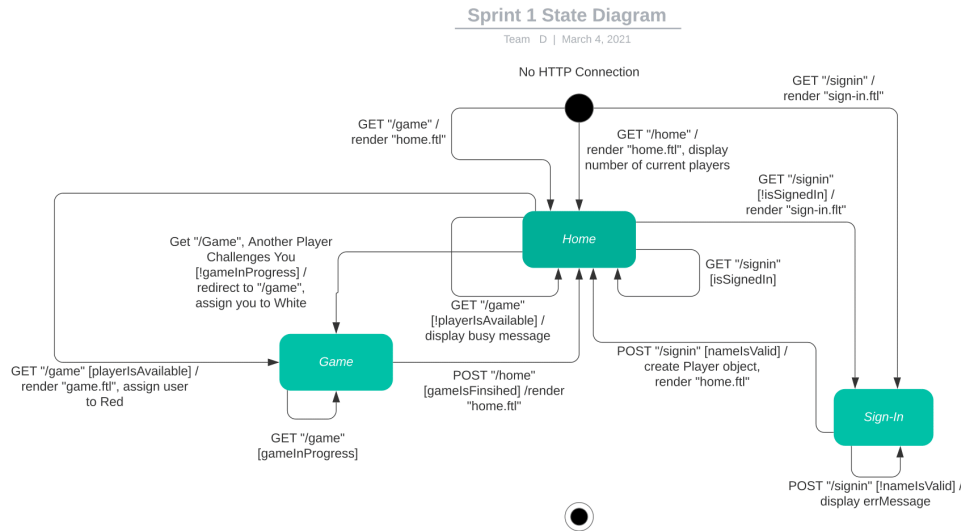 Sprint 1 State Diagram
Team D | March 4, 2021
No HTTP Connection
GET "/signin" /
render "sign-in.ftl"
GET "/game" /
render "home.ftl"
GET "/home" /
render "home.ftl", display
number of current players
GET "/signin"
[!isSignedIn] /
render "sign-in.flt"
Home
Get "/Game", Another Player
Challenges You
[!gameInProgress] /
redirect to "/game",
assign you to White
GET "/signin"
[isSignedIn]
GET "/game"
[!playerIsAvailable] /
display busy message
Game
GET "/game" [playerIsAvailable] /
render "game.ftl", assign user
to Red
POST "/home"
[gameIsFinsihed] /render
"home.ftl"
POST "/signin" [nameIsValid] /
create Player object,
render "home.ftl"
Sign-In
GET "/game"
[gameInProgress]
POST "/signin" [!nameIsValid] /
display errMessage